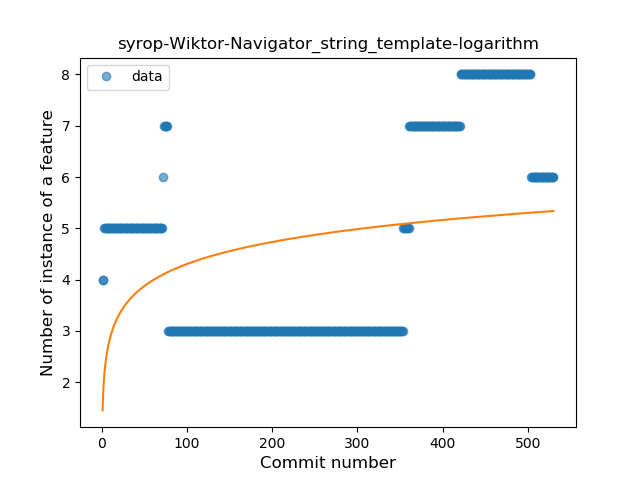 syrop-Wiktor-Navigator_string_template-logarithm
data
Number of instance of a feature
8
7
6
5
4
3
2
0 100 200 300 400 500
Commit number